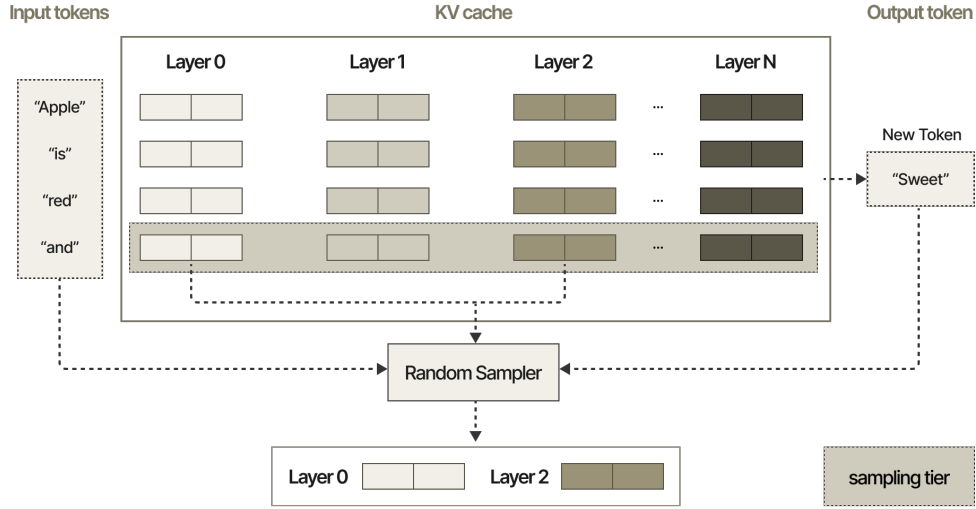 Input tokens
KV cache
Output token
Layer 0
Layer 1
Layer 2
Layer N
“Apple”
...
“is”
...
New Token
“Sweet”
“red”
...
“and”
...
Random Sampler
Layer 0
Layer 2
sampling tier